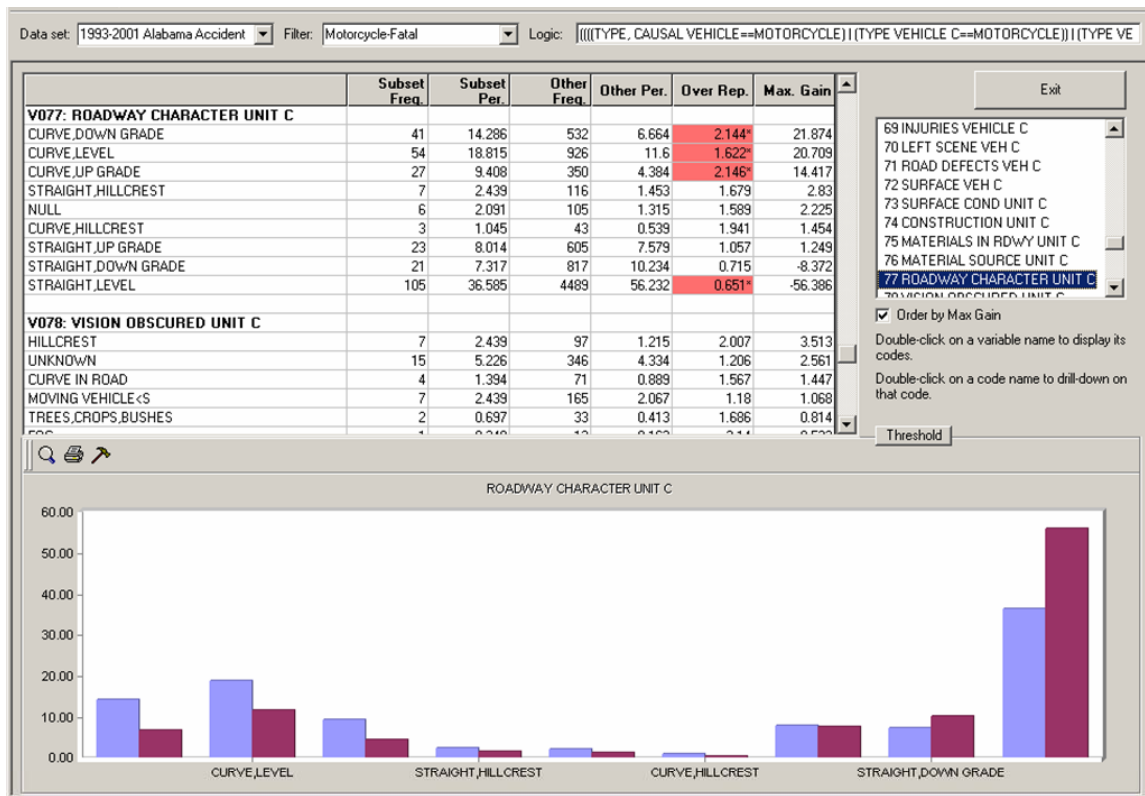 Data set: 1993-2001 Alabama Accident Filter: Motorcycle-Fatal Logic: ((((TYPE, CAUSAL VEHICLE==MOTORCYCLE)|(TYPE VEHICLE C==MOTORCYCLE))|(TYPE VE
Subset Freq. Subset Per. Other Freq. Other Per. Over Rep. Max. Gain
V077: ROADWAY CHARACTER UNIT C
CURVE,DOWN GRADE 41 14.286 532 6.664 2.144* 21.874
CURVE,LEVEL 54 18.815 926 11.6 1.622* 20.709
CURVE,UP GRADE 27 9.408 350 4.384 2.146* 14.417
STRAIGHT,HILLCREST 7 2.439 116 1.453 1.679 2.83
NULL 6 2.091 105 1.315 1.589 2.225
CURVE,HILLCREST 3 1.045 43 0.539 1.941 1.454
STRAIGHT,UP GRADE 23 8.014 605 7.579 1.057 1.249
STRAIGHT,DOWN GRADE 21 7.317 817 10.234 0.715 -8.372
STRAIGHT,LEVEL 105 36.585 4489 56.232 0.651* -56.386
V078: VISION OBSCURED UNIT C
HILLCREST 7 2.439 97 1.215 2.007 3.513
UNKNOWN 15 5.226 346 4.334 1.206 2.561
CURVE IN ROAD 4 1.394 71 0.889 1.567 1.447
MOVING VEHICLE<S 7 2.439 165 2.067 1.18 1.068
TREES,CROPS,BUSHES 2 0.697 33 0.413 1.686 0.814
Exit
69 INJURIES VEHICLE C
70 LEFT SCENE VEH C
71 ROAD DEFECTS VEH C
72 SURFACE VEH C
73 SURFACE COND UNIT C
74 CONSTRUCTION UNIT C
75 MATERIALS IN RDWY UNIT C
76 MATERIAL SOURCE UNIT C
77 ROADWAY CHARACTER UNIT C
78 VISION OBSCURED UNIT C
Order by Max Gain
Double-click on a variable name to display its
codes.
Double-click on a code name to drill-down on
that code.
Threshold
ROADWAY CHARACTER UNIT C
60.00
50.00
40.00
30.00
20.00
10.00
0.00
CURVE,LEVEL STRAIGHT,HILLCREST CURVE,HILLCREST STRAIGHT,DOWN GRADE